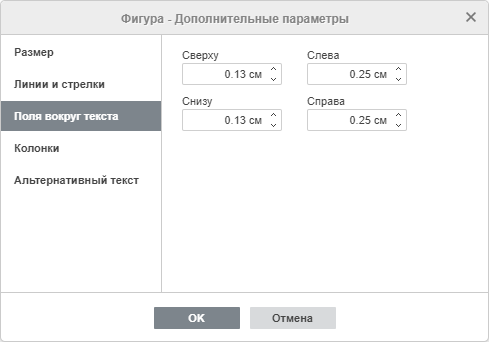 Фигура - Дополнительные параметры
Размер
Линии и стрелки
Поля вокруг текста
Колонки
Альтернативный текст
Сверху Слева
0.13 см 0.25 см
Снизу Справа
0.13 см 0.25 см
OK Отмена